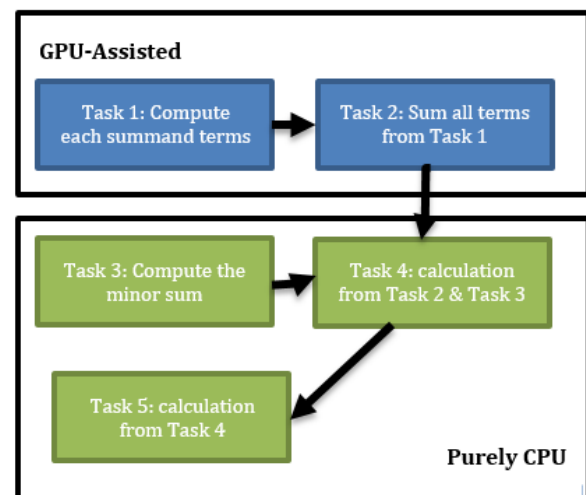 GPU-Assisted
Task 1: Compute
each summand terms
Task 2: Sum all terms
from Task 1
Task 3: Compute the
minor sum
Task 4: calculation
from Task 2 & Task 3
Task 5: calculation
from Task 4
Purely CPU